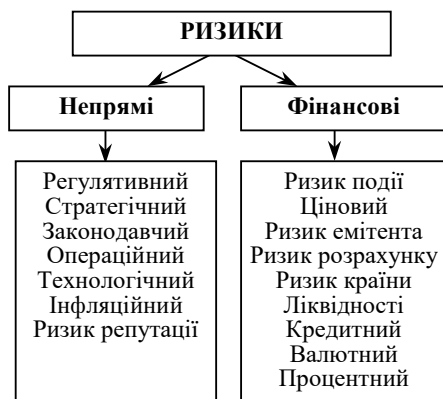 РИЗИКИ
Непрямі
Фінансові
Регулятивний
Стратегічний
Законодавчий
Операційний
Технологічний
Інфляційний
Ризик репутації
Ризик події
Ціновий
Ризик емітента
Ризик розрахунку
Ризик країни
Ліквідності
Кредитний
Валютний
Процентний